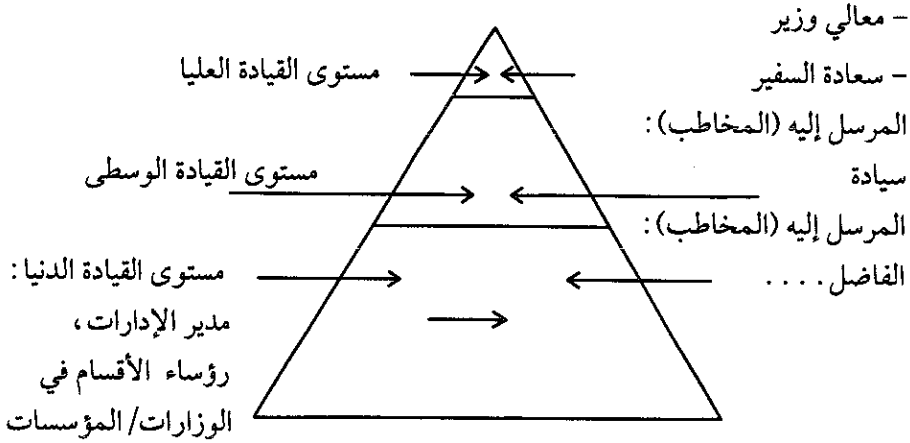 – معالي وزير
– سعادة السفير
مستوى القيادة العليا
المرسل إليه (المخاطب):
سيادة
مستوى القيادة الوسطى
المرسل إليه (المخاطب):
الفاضل . . . .
مستوى القيادة الدنيا:
مدير الإدارات،
رؤساء الأقسام في
الوزارات/المؤسسات